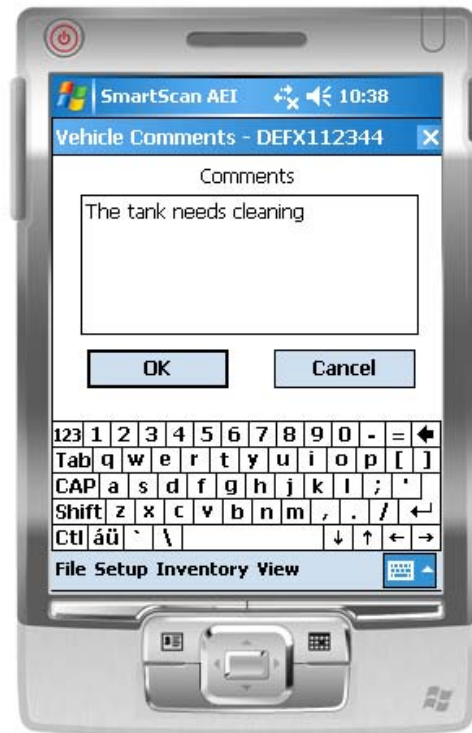 SmartScan AEI 10:38
Vehicle Comments - DEFX112344
Comments
The tank needs cleaning
OK Cancel
123 1 2 3 4 5 6 7 8 9 0 - =
Tab q w e r t y u i o p [ ]
CAP a s d f g h j k l ; '
Shift z x c v b n m , . /
Ctl áü ` \
File Setup Inventory View